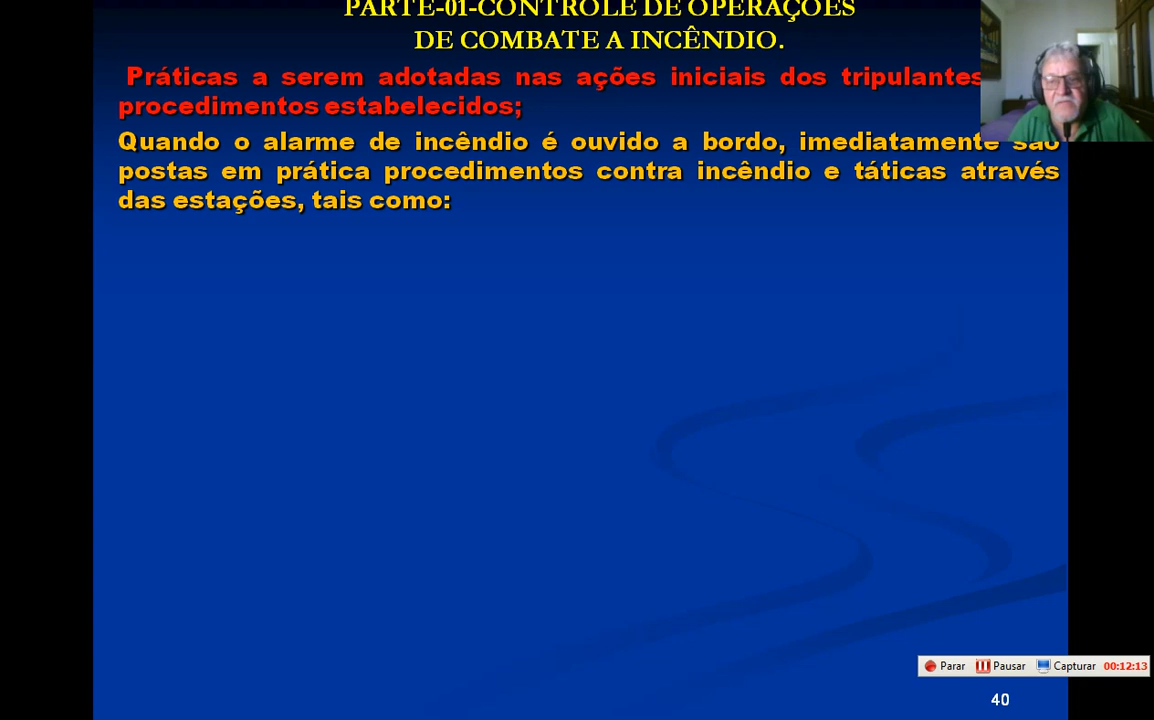 PARTE-01-CONTROLE DE OPERAÇÕES
DE COMBATE A INCÊNDIO.
Práticas a serem adotadas nas ações iniciais dos tripulantes
procedimentos estabelecidos;
Quando o alarme de incêndio é ouvido a bordo, imediatamente são
postas em prática procedimentos contra incêndio e táticas através
das estações, tais como:
Parar Pausar Capturar 00:12:13
40